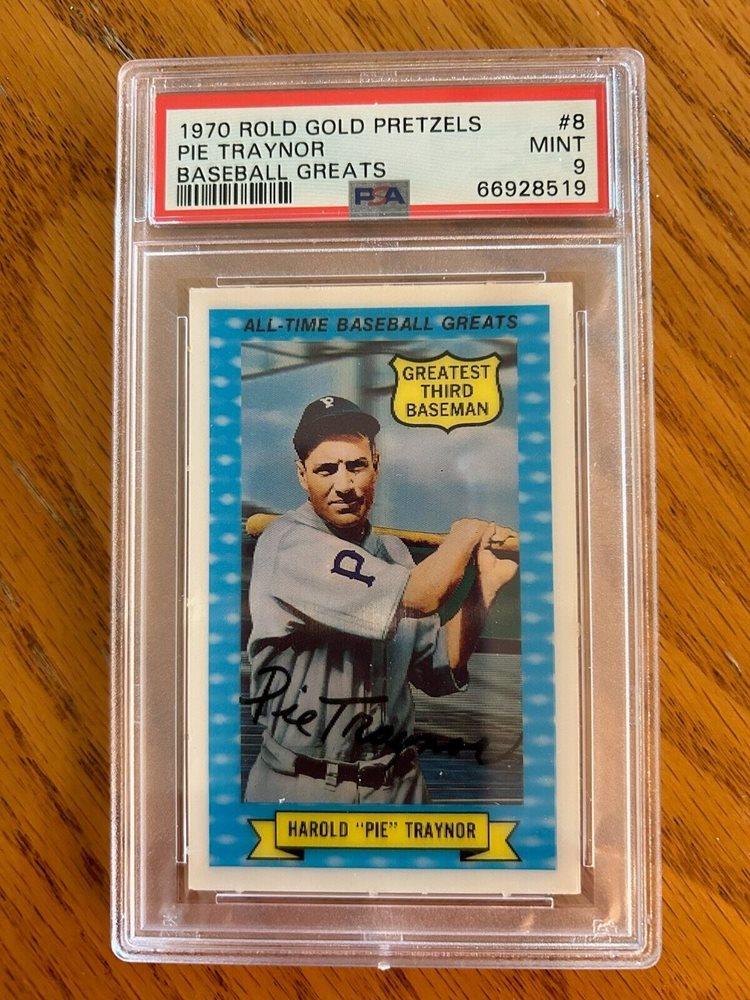 1970 ROLD GOLD PRETZELS #8
PIE TRAYNOR MINT
BASEBALL GREATS 9
PSA 66928519
ALL-TIME BASEBALL GREATS
GREATEST
THIRD
BASEMAN
P
P
Pie Traynor
HAROLD "PIE" TRAYNOR